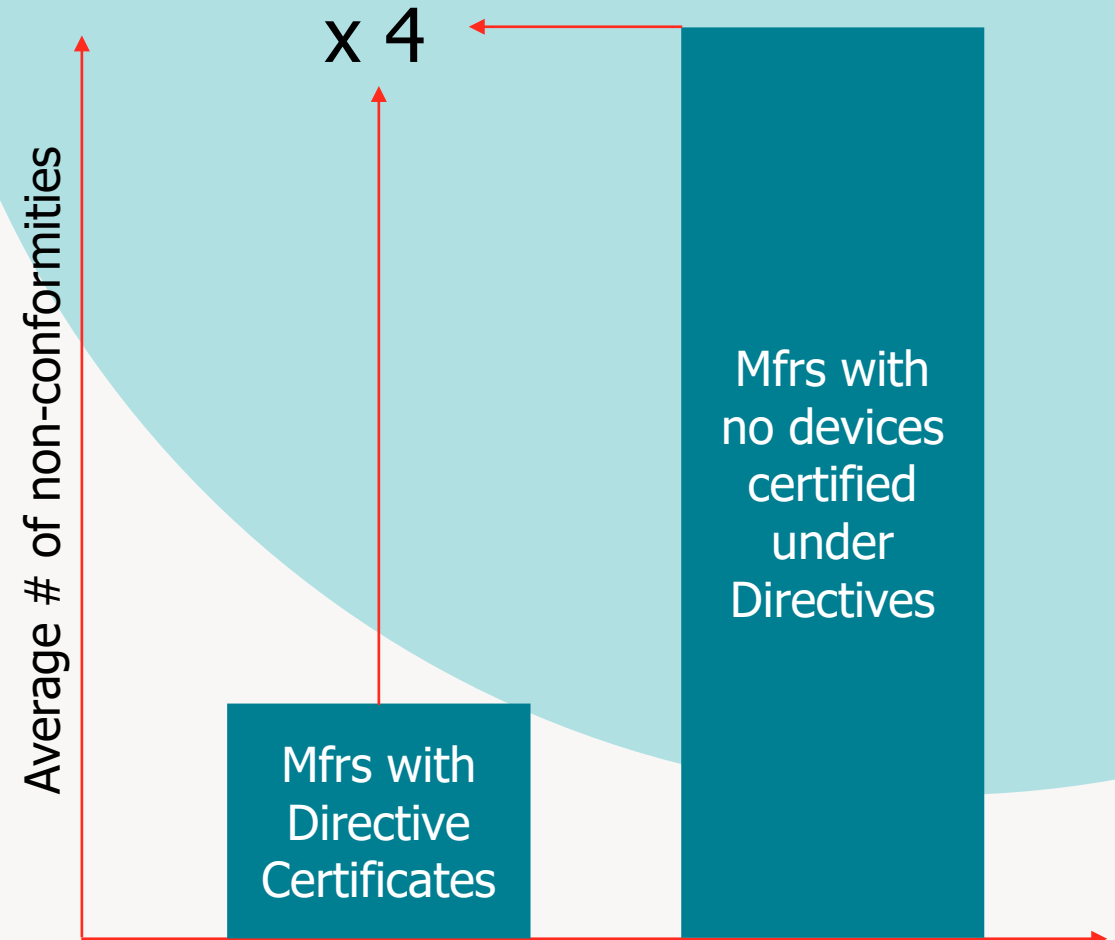 x 4
Average # of non-conformities
Mfrs with
Directive
Certificates
Mfrs with
no devices
certified
under
Directives